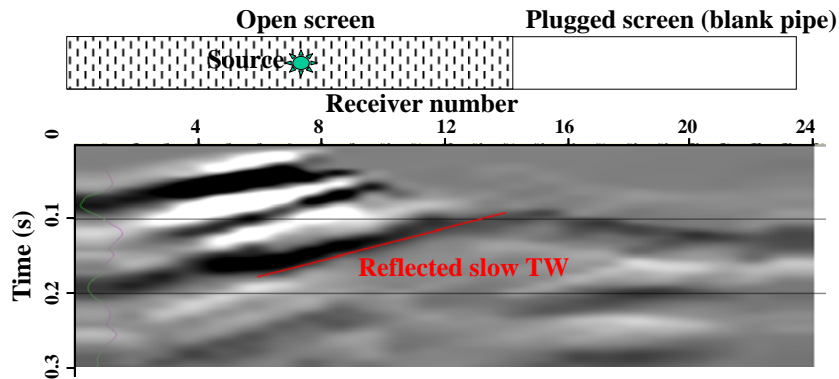 Open screen
Plugged screen (blank pipe)
Source
Receiver number
0 4 8 12 16 20 24
Time (s)
0.1
0.2
0.3
Reflected slow TW